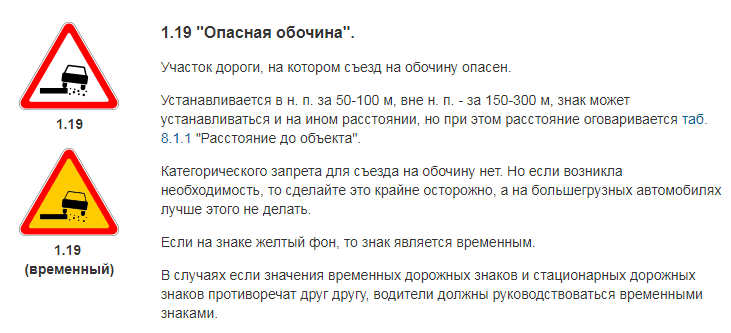 1.19 "Опасная обочина".
Участок дороги, на котором съезд на обочину опасен.
1.19
Устанавливается в н. п. за 50-100 м, вне н. п. - за 150-300 м, знак может
устанавливаться и на ином расстоянии, но при этом расстояние оговаривается таб.
8.1.1 "Расстояние до объекта".
Категорического запрета для съезда на обочину нет. Но если возникла
необходимость, то сделайте это крайне осторожно, а на большегрузных автомобилях
лучше этого не делать.
1.19
(временный)
Если на знаке желтый фон, то знак является временным.
В случаях если значения временных дорожных знаков и стационарных дорожных
знаков противоречат друг другу, водители должны руководствоваться временными
знаками.